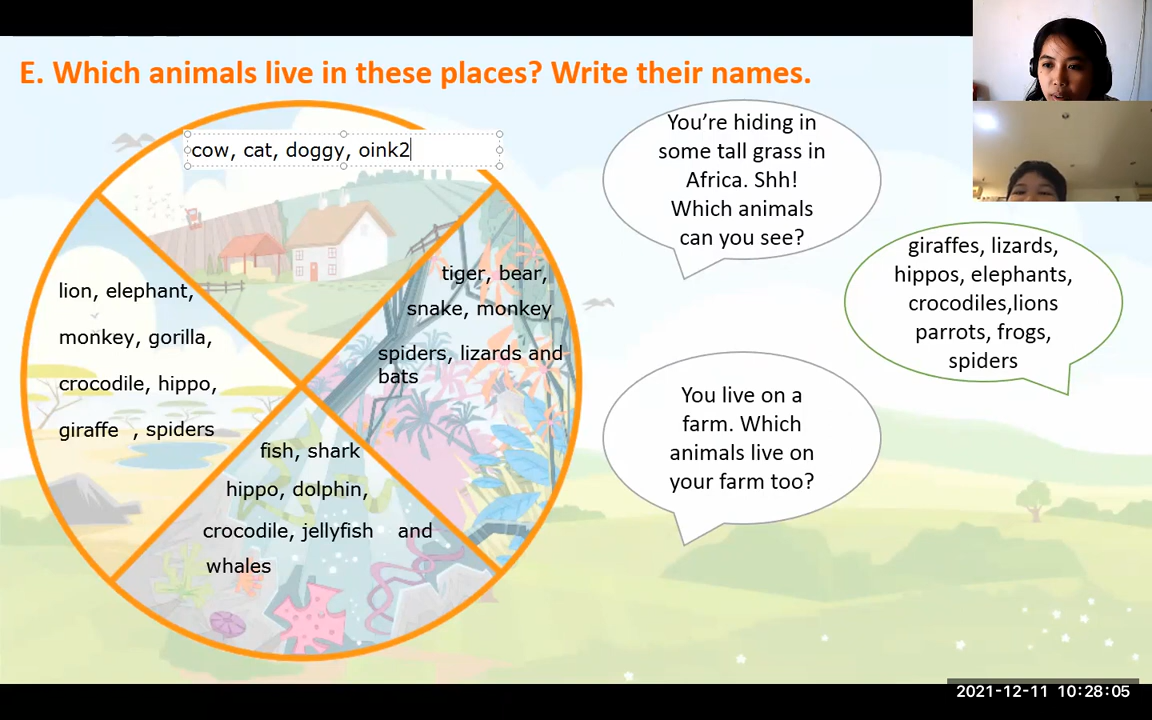 E. Which animals live in these places? Write their names.
cow, cat, doggy, oink2
lion, elephant,
monkey, gorilla,
crocodile, hippo,
giraffe , spiders
tiger, bear,
snake, monkey
spiders, lizards and
bats
fish, shark
hippo, dolphin,
crocodile, jellyfish and
whales
You're hiding in
some tall grass in
Africa. Shh!
Which animals
can you see?
giraffes, lizards,
hippos, elephants,
crocodiles,lions
parrots, frogs,
spiders
You live on a
farm. Which
animals live on
your farm too?
2021-12-11 10:28:05